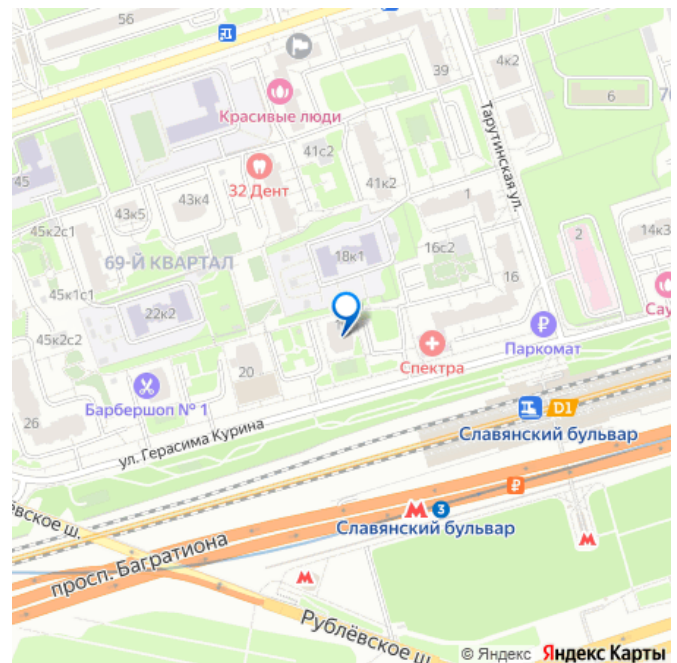 56
39
4к2
6
Красивые люди
41с2
Тарутинская ул.
32 Дент
41к2
45
43к4
43к5
1
45к2с1
69-Й КВАРТАЛ
18к1
16с2
2
14к3
16
45к1с1
22к2
Сау
Паркомат
45к2с2
Спектра
20
Барбершоп № 1
26
ул. Герасима Курина
D1
Славянский бульвар
3
Славянский бульвар
евское ш.
просп. Багратиона
Рублёвское ш.
© Яндекс Яндекс Карты